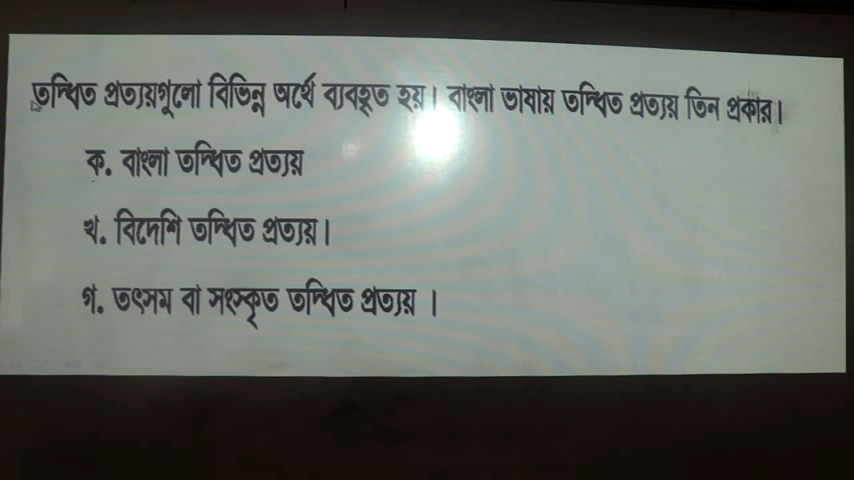 তদ্ধিত প্রত্যয়গুলো বিভিন্ন অর্থে ব্যবহৃত হয়। বাংলা ভাষায় তদ্ধিত প্রত্যয় তিন প্রকার।
ক. বাংলা তদ্ধিত প্রত্যয়
খ. বিদেশি তদ্ধিত প্রত্যয়।
গ. তৎসম বা সংস্কৃত তদ্ধিত প্রত্যয় ।